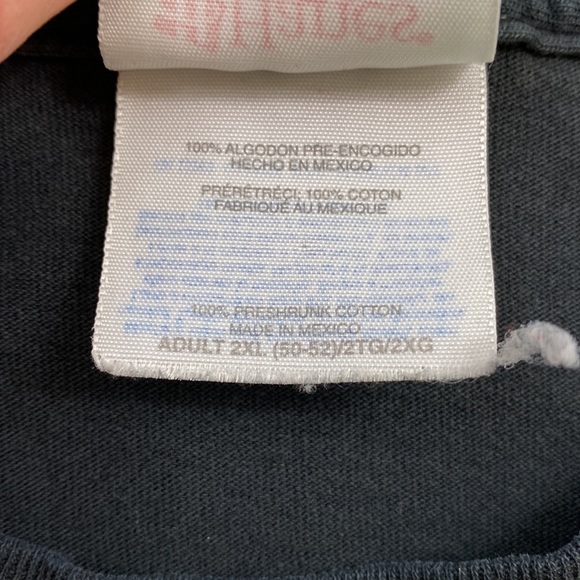 Hanes
100% ALGODON PRE-ENCOGIDO
HECHO EN MEXICO
PRÉRÉTRÉCI, 100% COTON
FABRIQUÉ AU MEXIQUE
100% PRESHRUNK COTTON
MADE IN MEXICO
ADULT 2XL (50-52)/2TG/2XG